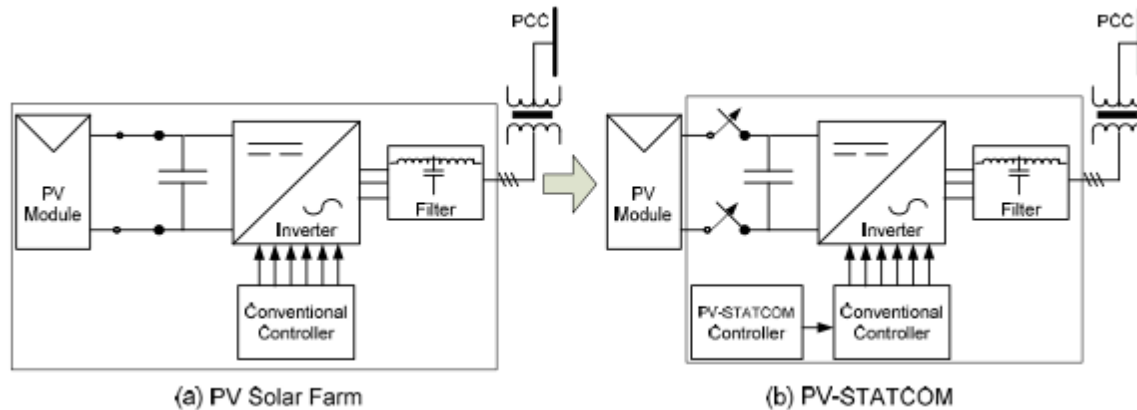 PCC
PV
Module
Inverter
Filter
Conventional
Controller
(a) PV Solar Farm
PCC
PV
Module
Inverter
Filter
PV-STATCOM
Controller
Conventional
Controller
(b) PV-STATCOM